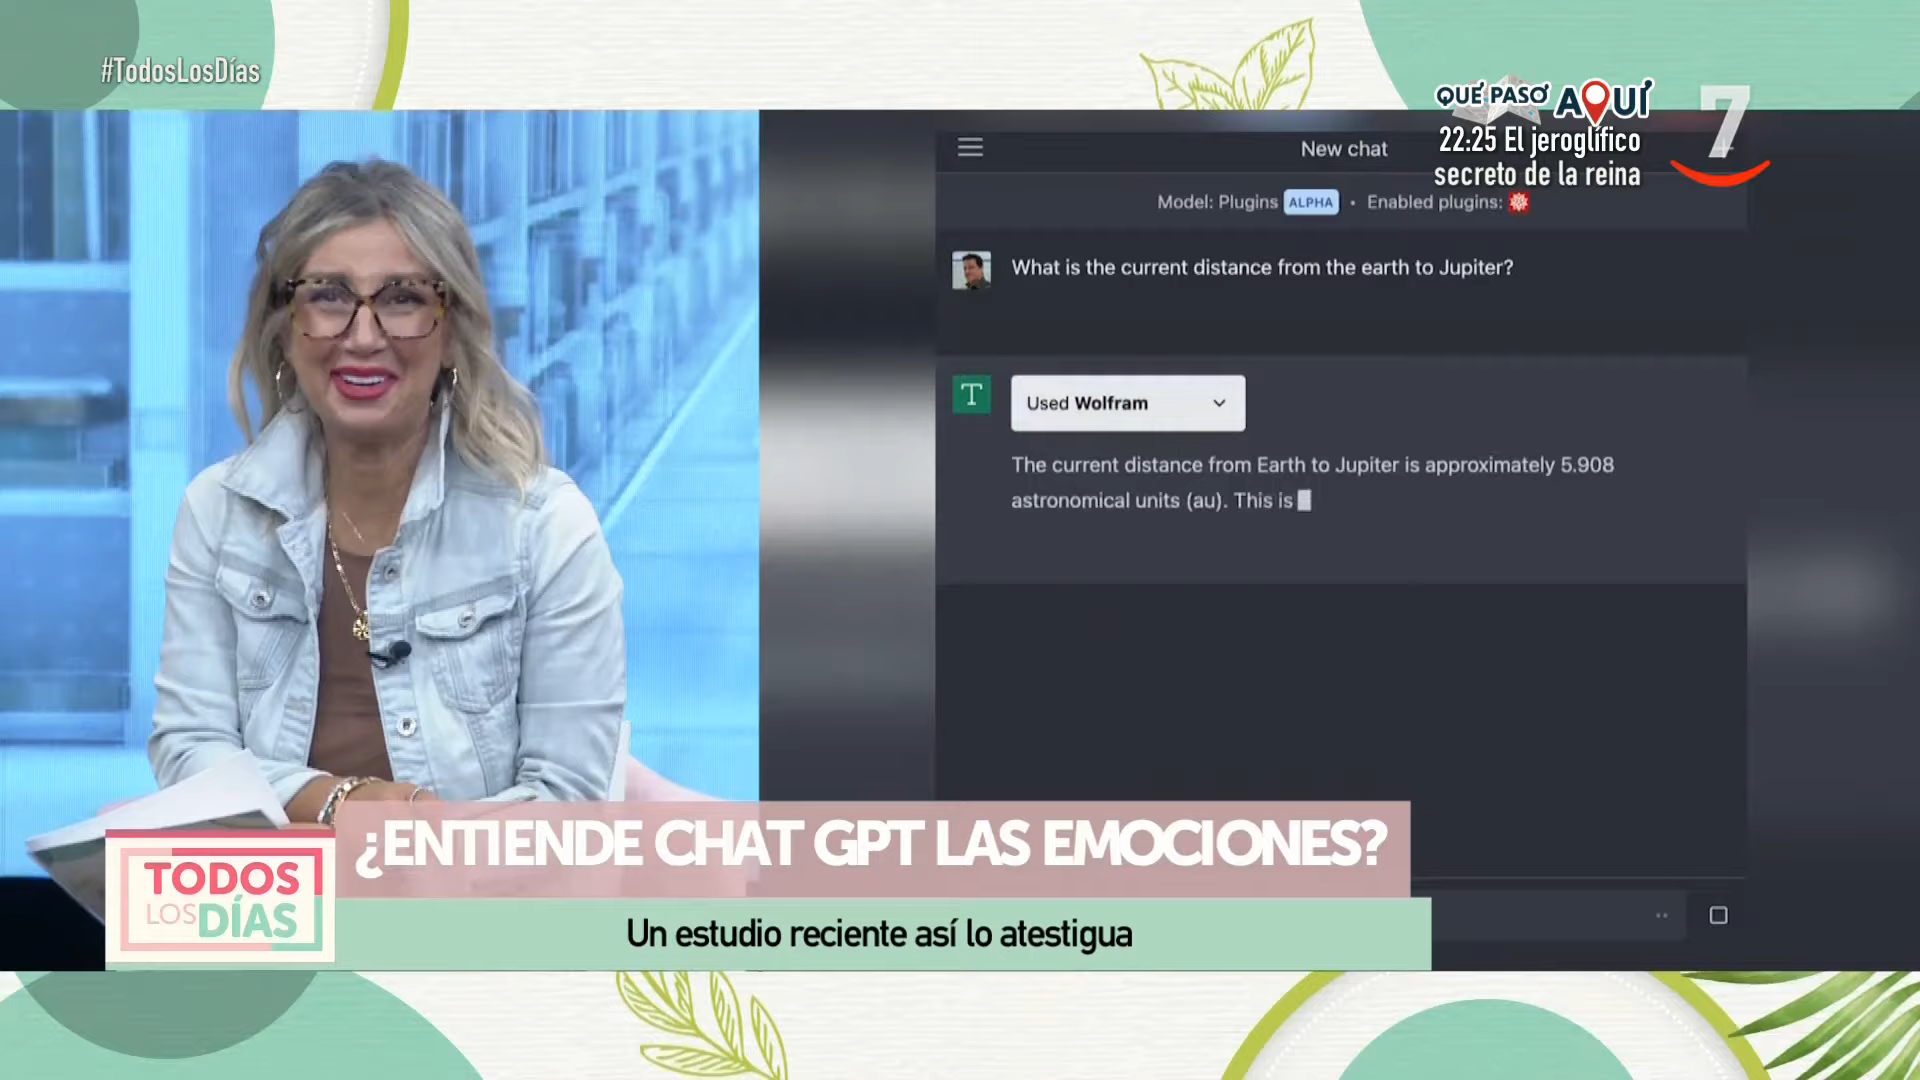 #TodosLosDías
QUÉ PASÓ AQUÍ
7
22:25 El jeroglífico
secreto de la reina
New chat
Model: Plugins ALPHA • Enabled plugins:
What is the current distance from the earth to Jupiter?
T
Used Wolfram
The current distance from Earth to Jupiter is approximately 5.908
astronomical units (au). This is
¿ENTIENDE CHAT GPT LAS EMOCIONES?
TODOS
LOS DÍAS
Un estudio reciente así lo atestigua